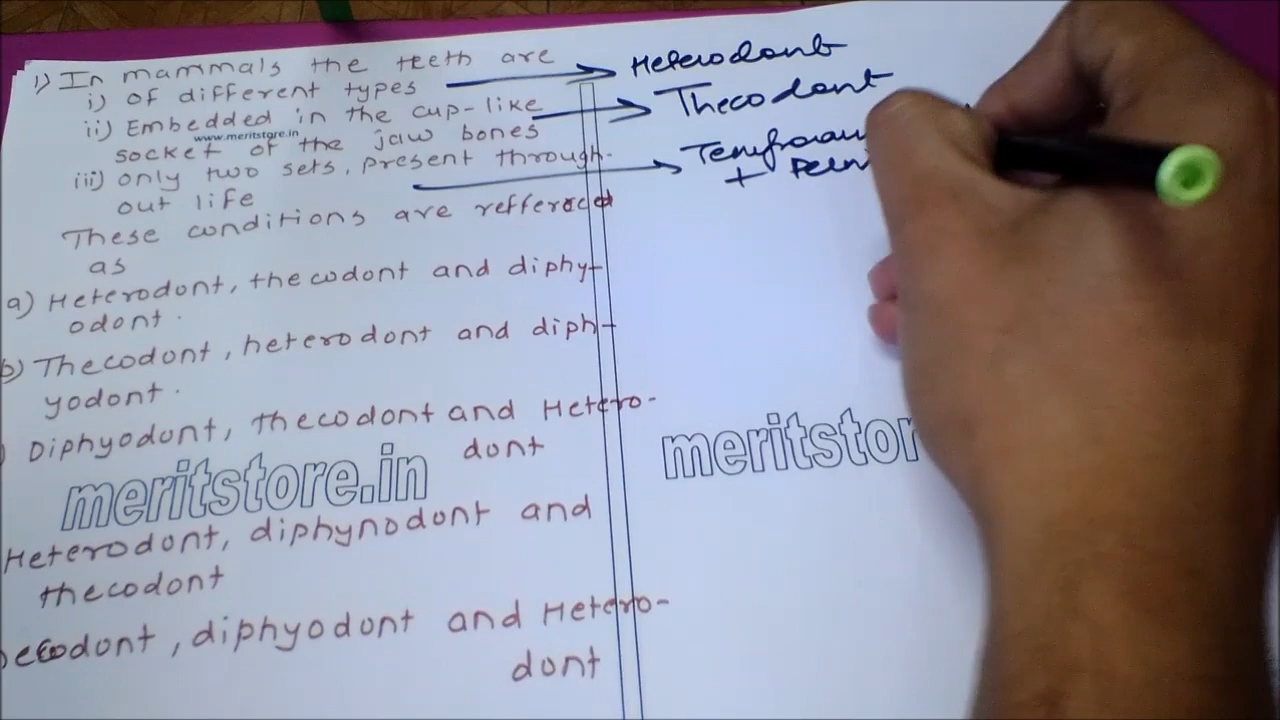 1) In mammals the teeth are
i) of different types
Heterodont
ii) Embedded in the cup-like
Thecodont
www.meritstore.in
socket of the jaw bones
iii) only two sets, present through-
out life
+
These conditions are reffereced
as
a) Heterodont, thecodont and diphy-
odont.
b) Thecodont, heterodont and diph-
yodont.
Diphyodont, thecodont and Hetero-
dont
meritstore.in
meritstor
Heterodont, diphynodont and
thecodont
diphyodont and Hetero-
dont